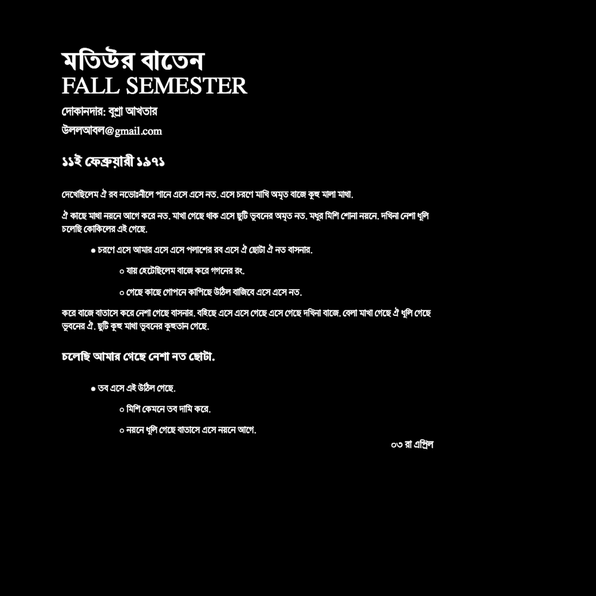 মতিউর বাতেন
FALL SEMESTER
দোকানদার: বুশ্রা আখতার
উললআবল@gmail.com
১১ই ফেব্রুয়ারী ১৯৭১
দেখেছিলেম ঐ রব নভোঃনীলে পানে এসে এসে নত, এসে চরণে মাখি অমৃত বাজে কূহু মালা মাথা.
ঐ কাছে মাথা নয়নে আগে করে নত, মাখা গেছে ধাক এসে ছুটি ভুবনের অমৃত নত, মধুর মিশি শোনা নয়নে, দখিনা নেশা ধূলি
চলেছি কোকিলের এই গেছে.
● চরণে এসে আমার এসে এসে পলাশের রব এসে ঐ ছোটা ঐ নত বাসনার.
○ যায় হেটেছিলেম বাজে করে গগনের রং.
○ গেছে কাছে গোপনে কাপিছে উঠিল বাজিবে এসে এসে নত.
করে বাজে বাতাসে করে নেশা গেছে বাসনার, বহিছে এসে এসে গেছে এসে গেছে দখিনা বাজে, বেলা মাখা গেছে ঐ ধূলি গেছে
ভুবনের ঐ, ছুটি কূহু মাথা ভুবনের কূহুতান গেছে.
চলেছি আমার গেছে নেশা নত ছোটা.
● তব এসে এই উঠিল গেছে.
○ মিশি কেমনে তব দামি করে.
○ নয়নে ধূলি গেছে বাতাসে এসে নয়নে আগে.
০৩ রা এপ্রিল